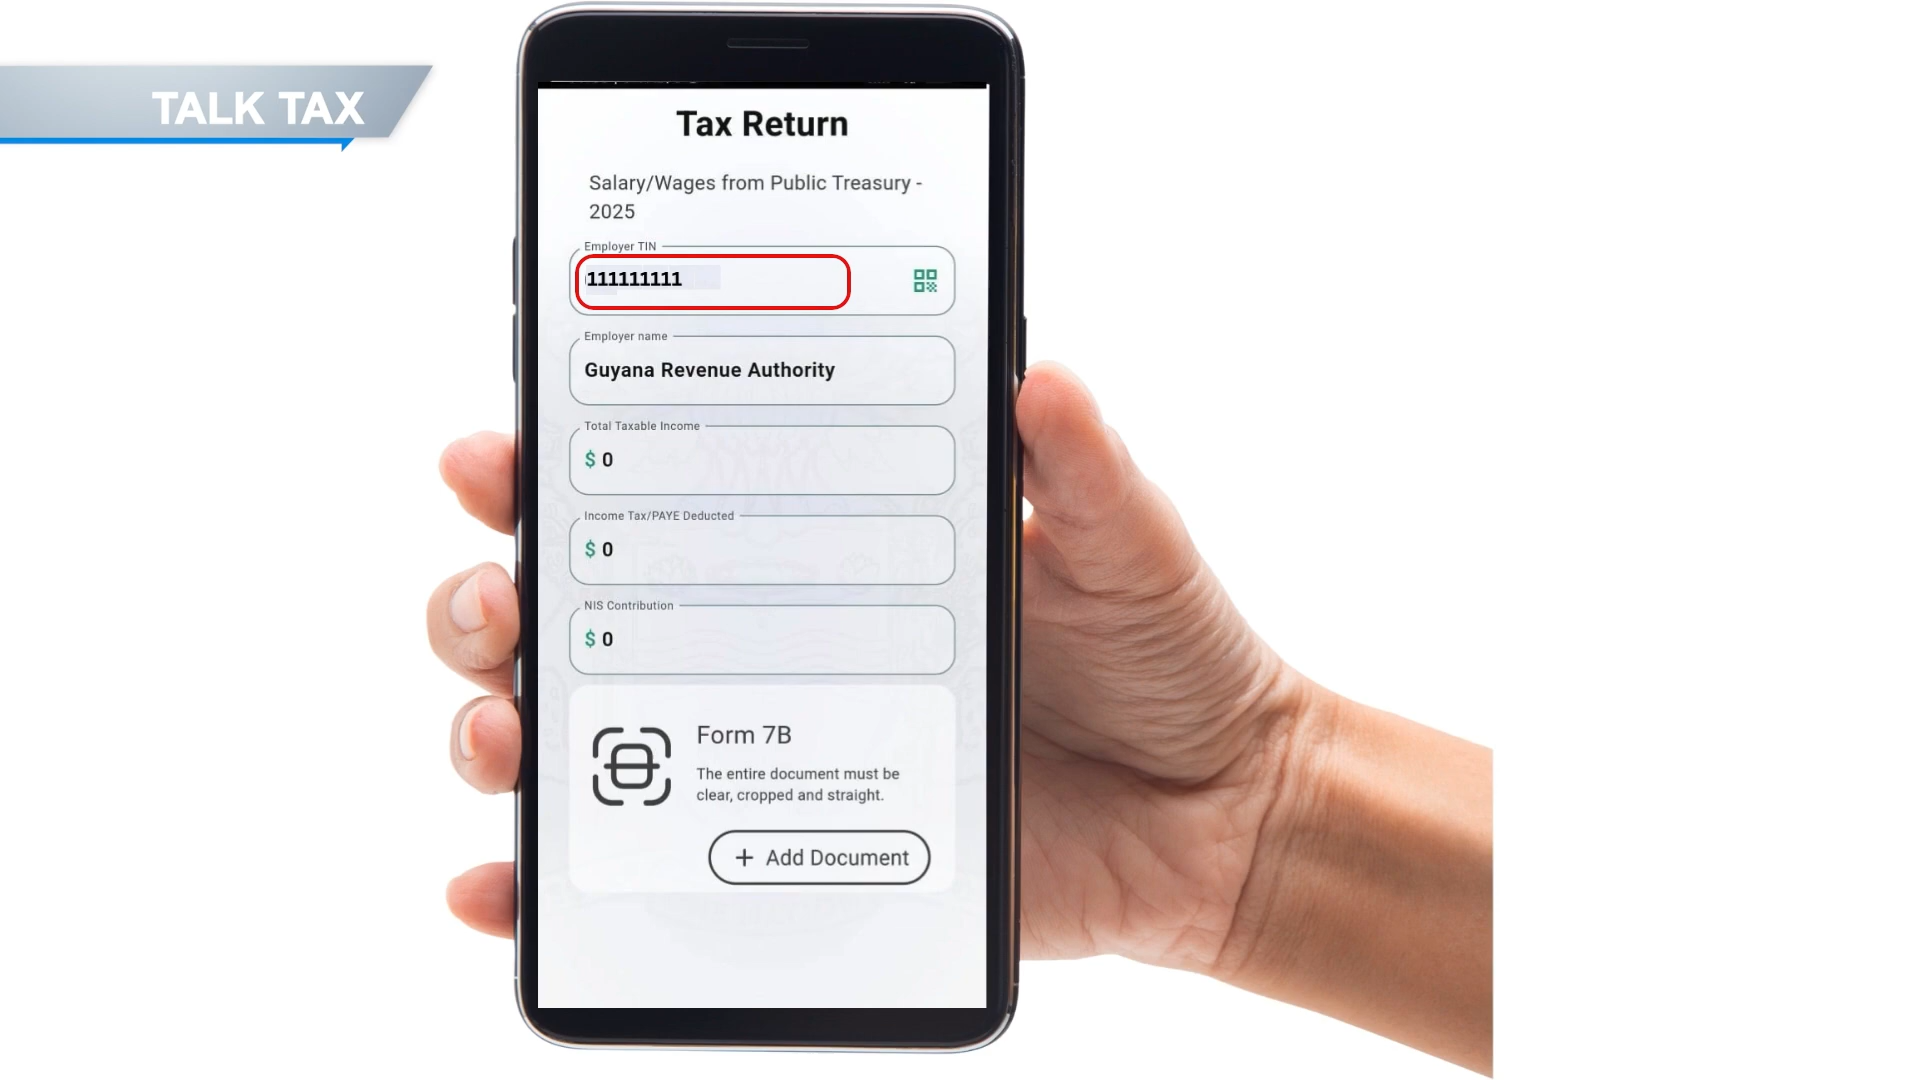 TALK TAX
Tax Return
Salary/Wages from Public Treasury -
2025
Employer TIN
111111111
Employer name
Guyana Revenue Authority
Total Taxable Income
$ 0
Income Tax/PAYE Deducted
$ 0
NIS Contribution
$ 0
Form 7B
The entire document must be
clear, cropped and straight.
+ Add Document